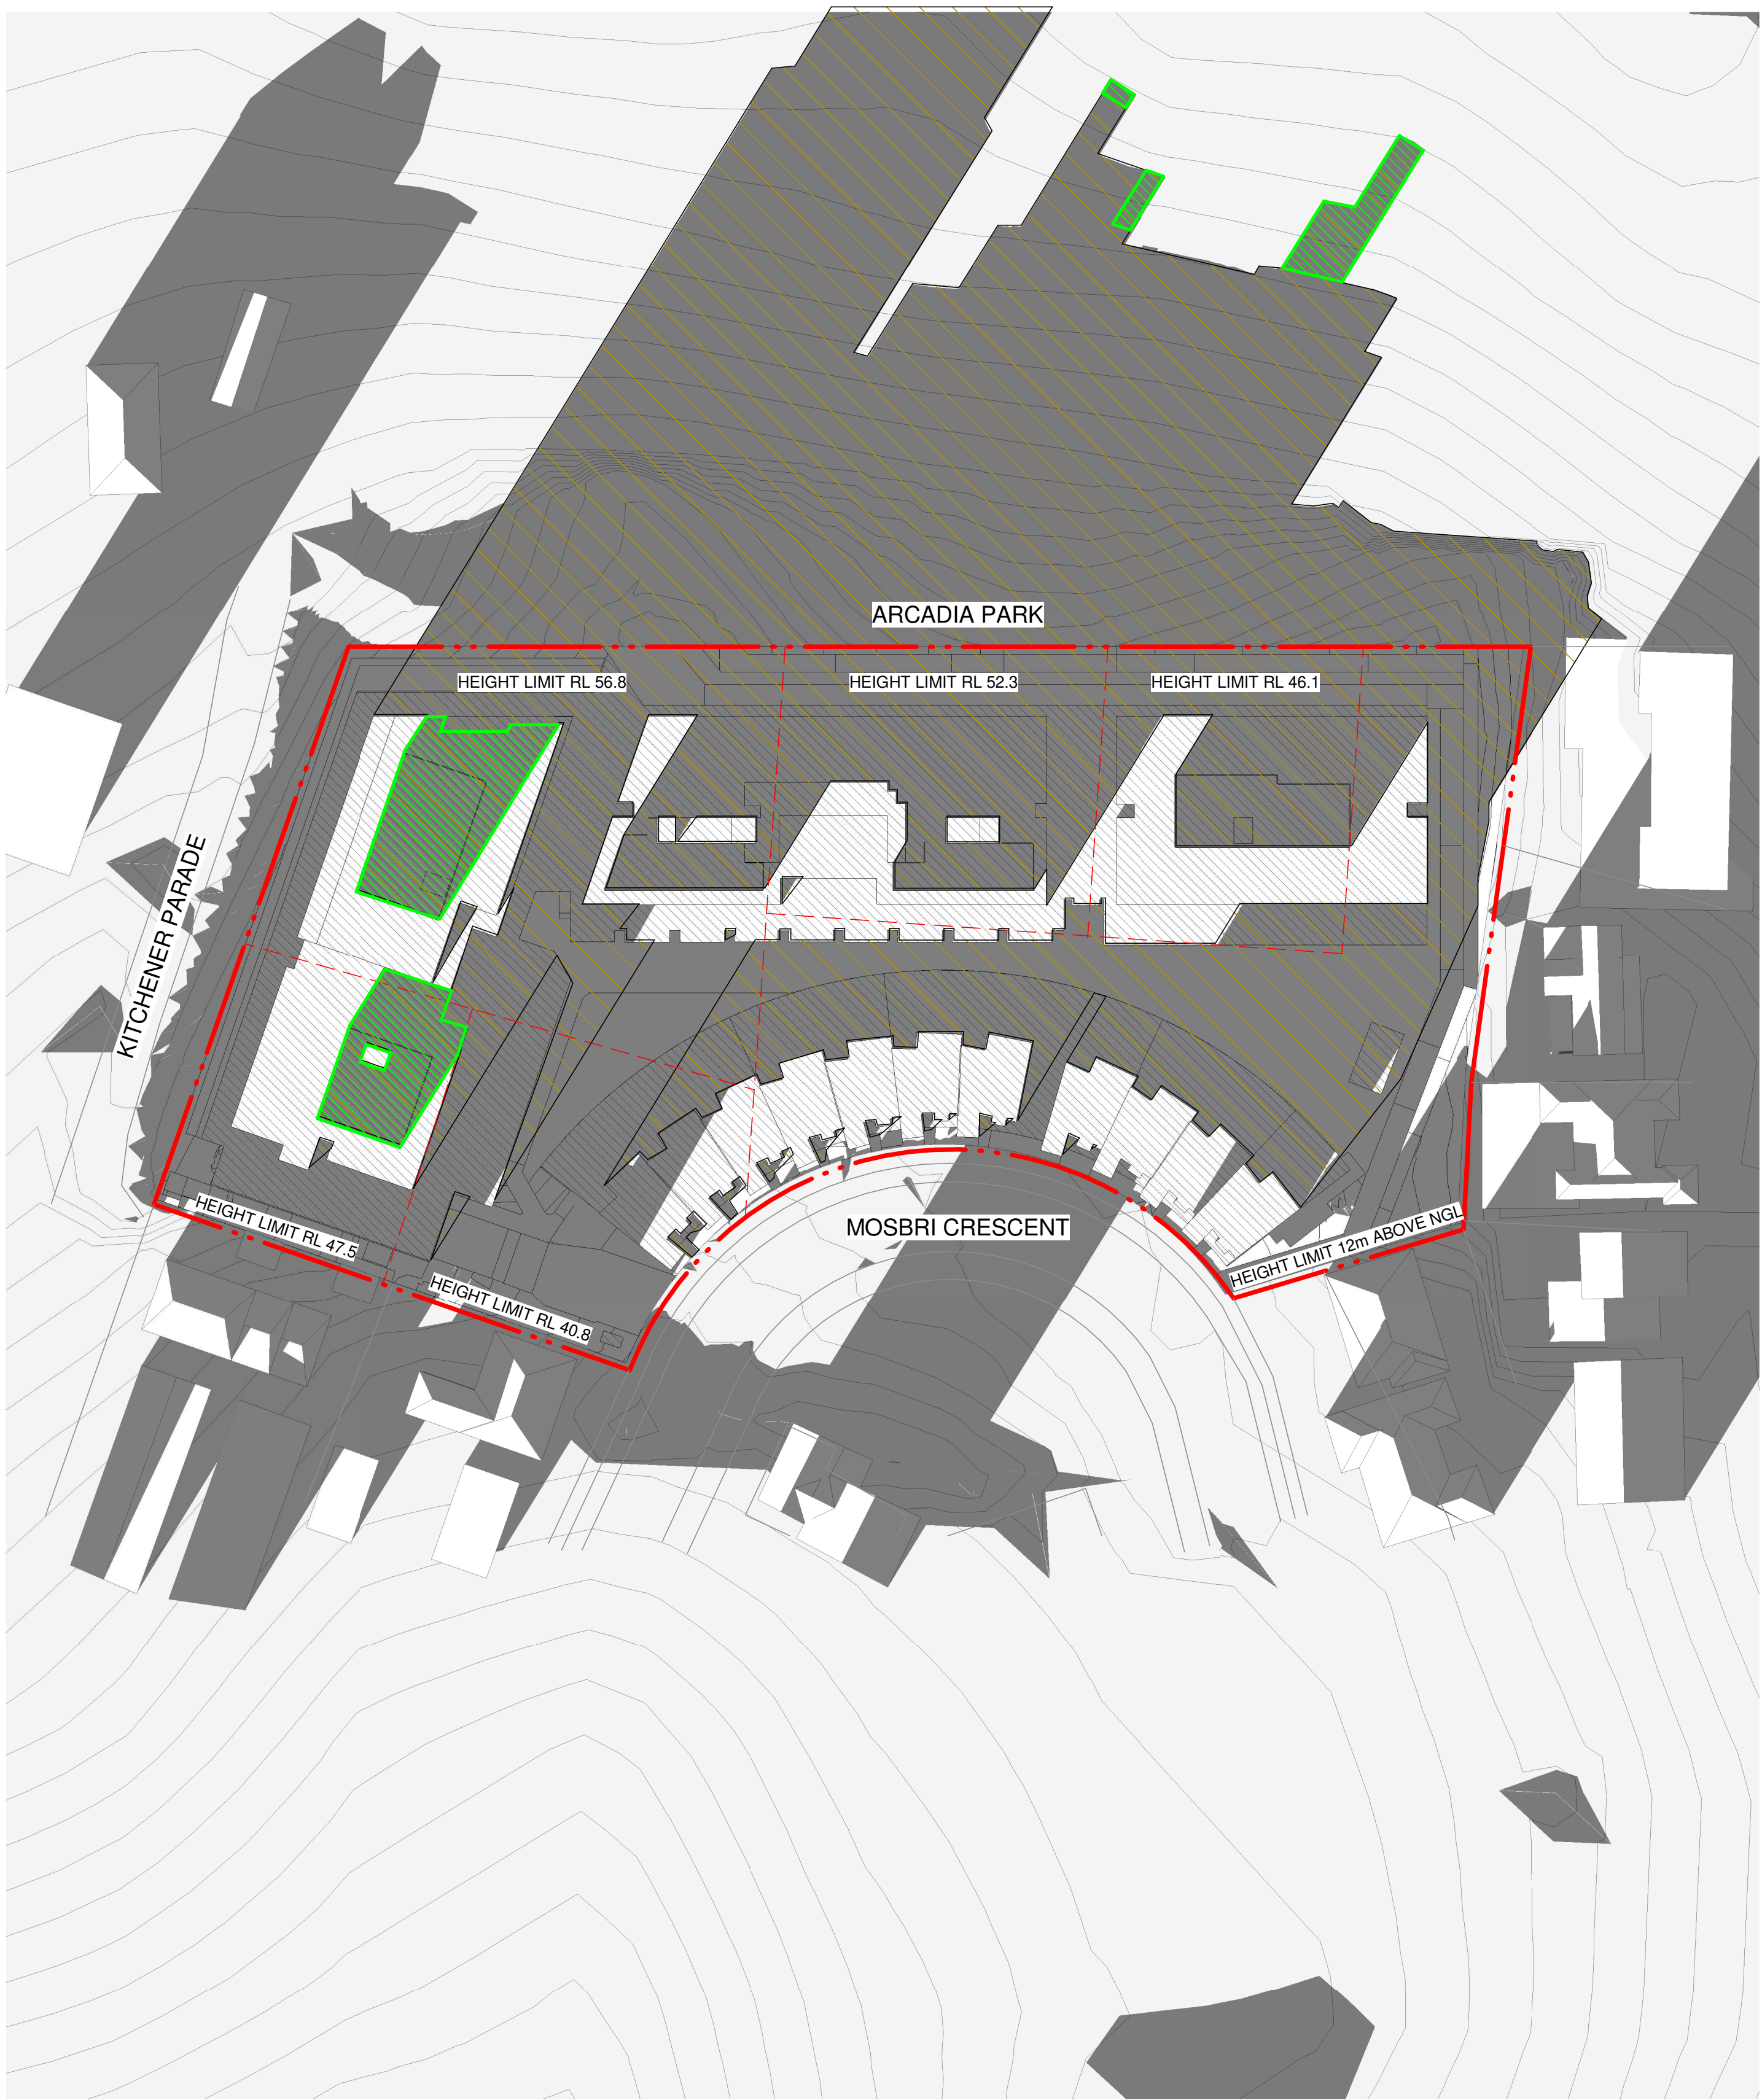 ARCADIA PARK
HEIGHT LIMIT RL 56.8
HEIGHT LIMIT RL 52.3
HEIGHT LIMIT RL 46.1
KITCHENER PARADE
HEIGHT LIMIT RL 47.5
MOSBRI CRESCENT
HEIGHT LIMIT 12m ABOVE NGL
HEIGHT LIMIT RL 40.8